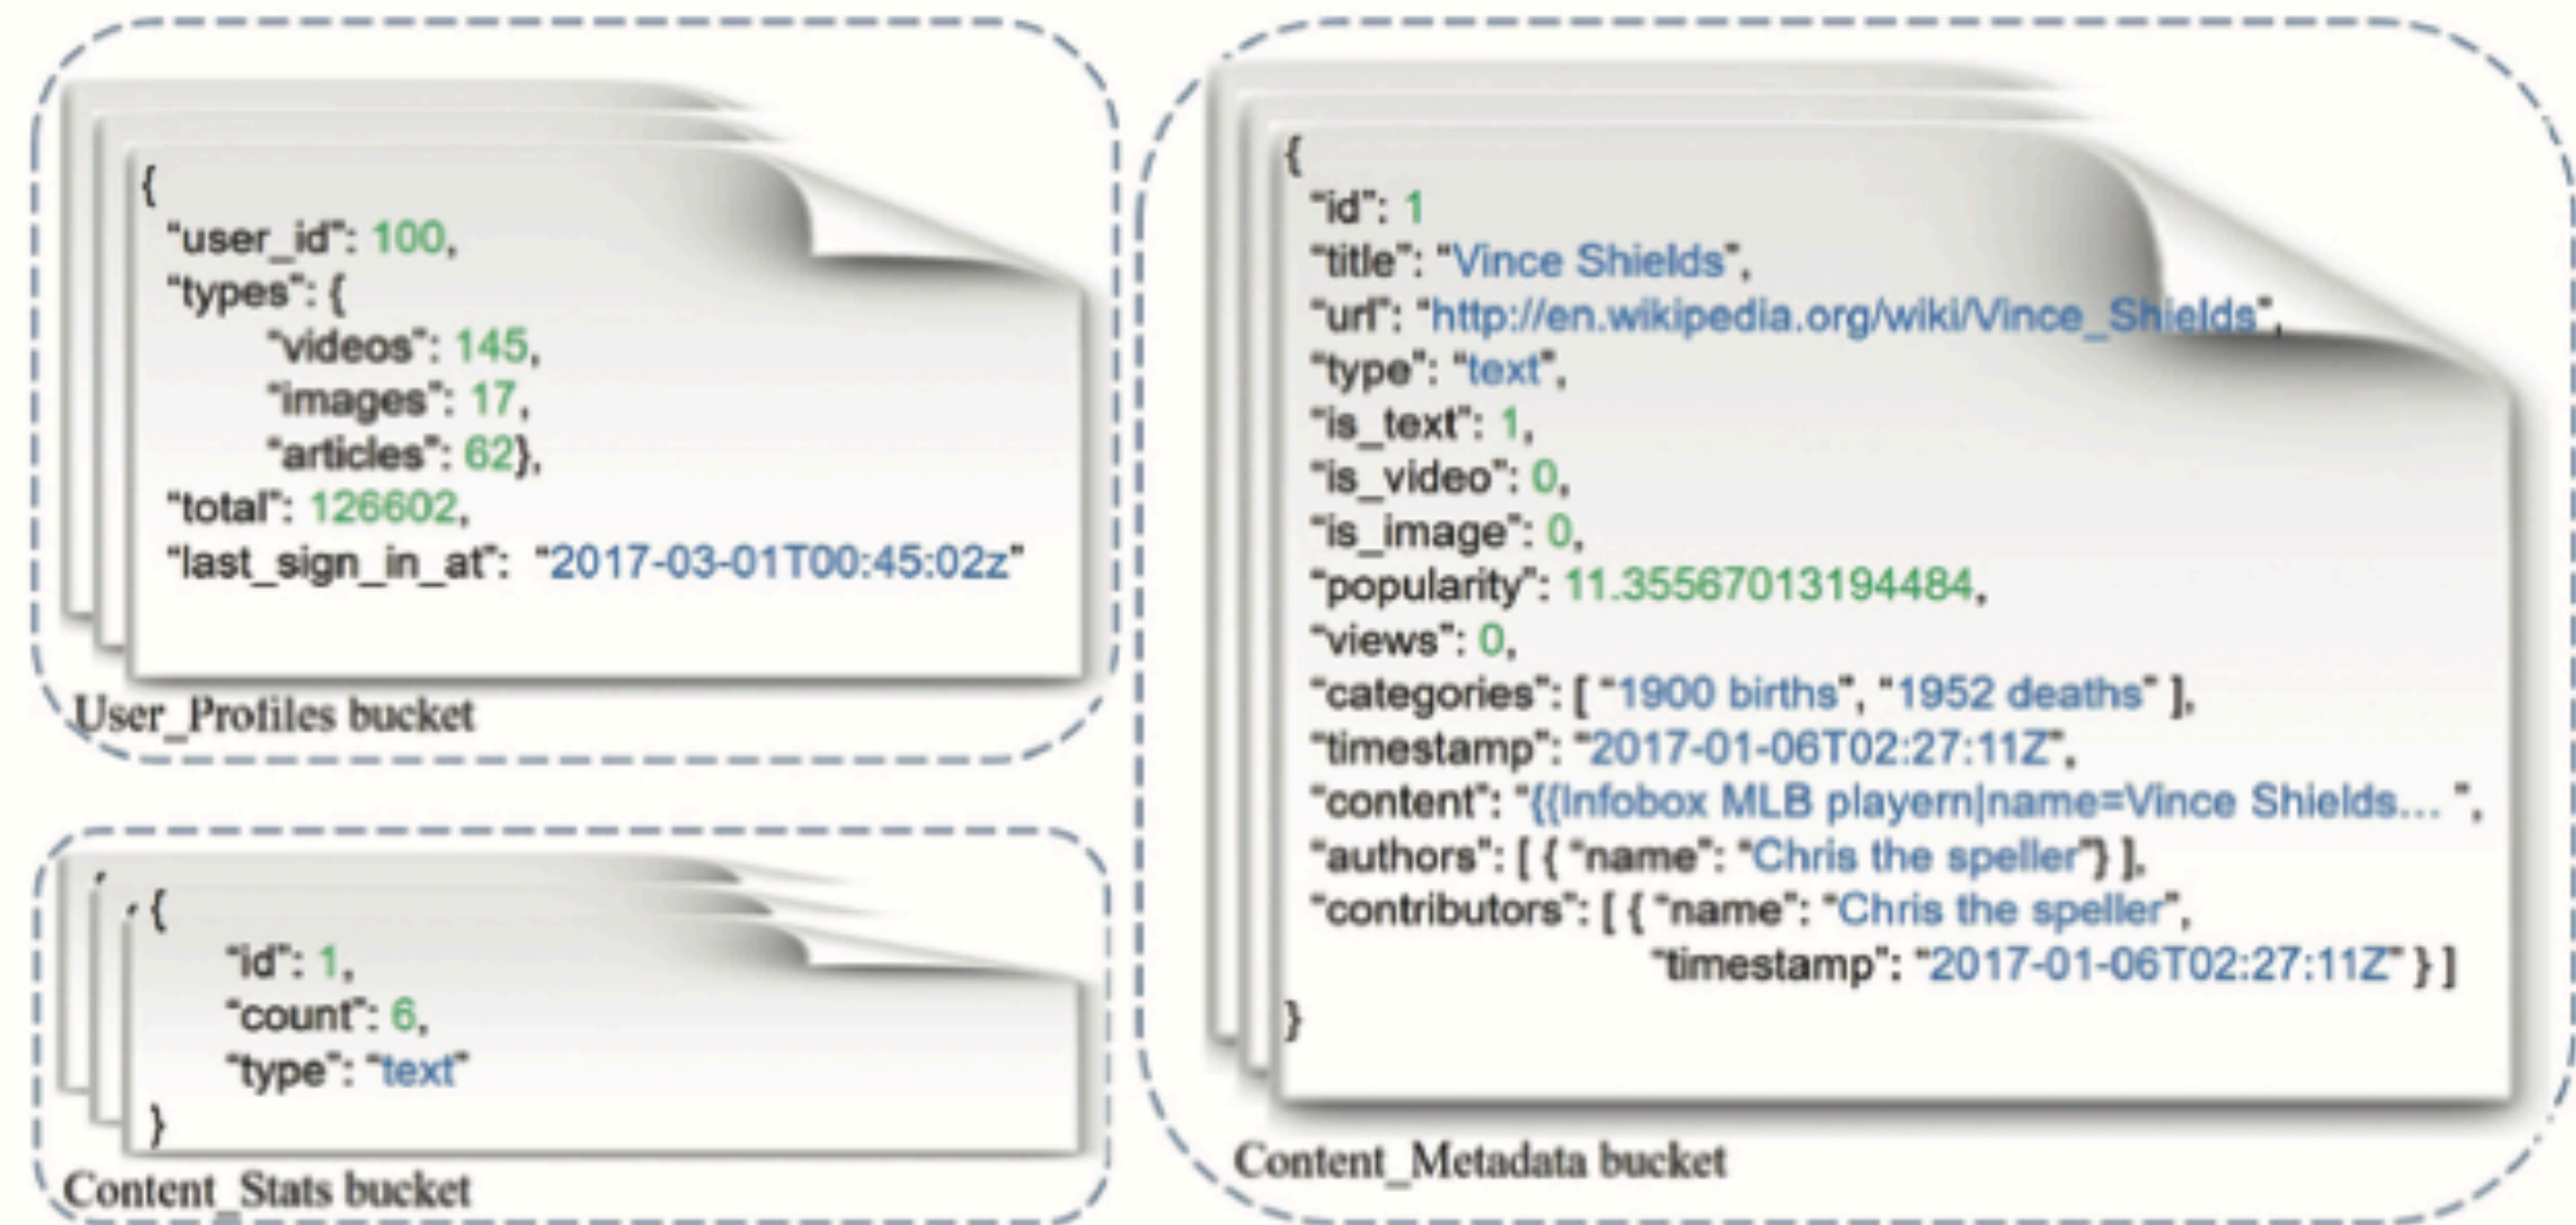 {
“user_id”: 100,
“types”: {
“videos”: 145,
“images”: 17,
“articles”: 62},
“total”: 126602,
“last_sign_in_at”: “2017-03-01T00:45:02z”
User_Profiles bucket
{
“id”: 1,
“count”: 6,
“type”: “text”
}
Content_Stats bucket
{
“id”: 1
“title”: “Vince Shields”,
“url”: “http://en.wikipedia.org/wiki/Vince_Shields”,
“type”: “text”,
“is_text”: 1,
“is_video”: 0,
“is_image”: 0,
“popularity”: 11.35567013194484,
“views”: 0,
“categories”: [ “1900 births”, “1952 deaths” ],
“timestamp”: “2017-01-06T02:27:11Z”,
“content”: “{{Infobox MLB playern|name=Vince Shields... ”,
“authors”: [ { “name”: “Chris the speller”} ],
“contributors”: [ { “name”: “Chris the speller”,
“timestamp”: “2017-01-06T02:27:11Z” } ]
}
Content_Metadata bucket